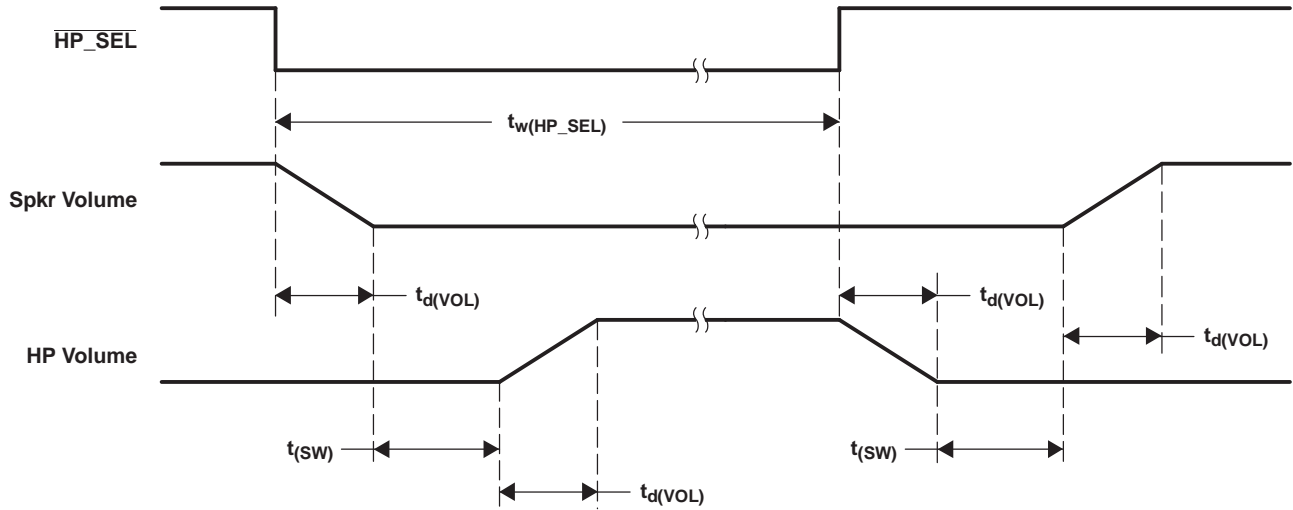 HP_SEL
tw(HP_SEL)
Spkr Volume
td(VOL)
td(VOL)
td(VOL)
HP Volume
t(SW)
t(SW)
td(VOL)